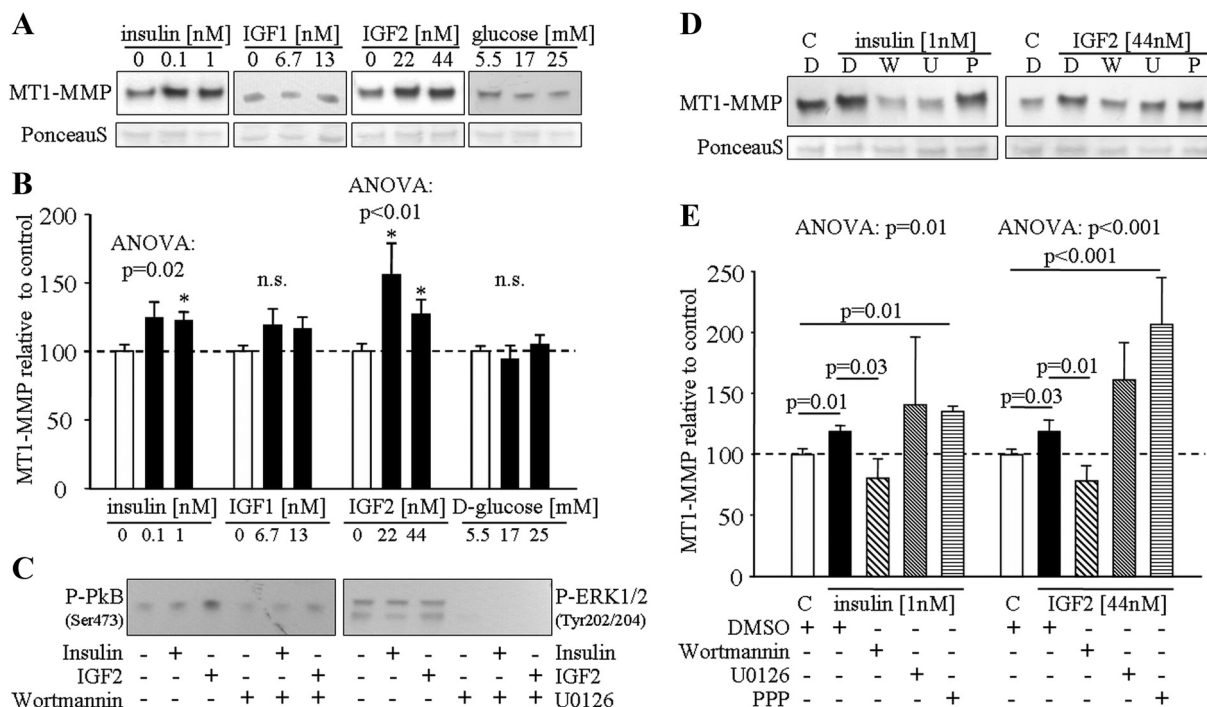 A
insulin [nM] IGF1 [nM] IGF2 [nM] glucose [mM]
0 0.1 1 0 6.7 13 0 22 44 5.5 17 25
MT1-MMP
PonceauS
B
MT1-MMP relative to control
200
150
100
50
0
ANOVA:
p=0.02
*
n.s.
ANOVA:
p<0.01
*
*
n.s.
insulin [nM] IGF1 [nM] IGF2 [nM] D-glucose [mM]
0 0.1 1 0 6.7 13 0 22 44 5.5 17 25
C
P-PkB
(Ser473)
P-ERK1/2
(Tyr202/204)
Insulin - + - - + - - + - - + - Insulin
IGF2 - - + - - + - - + - - + IGF2
Wortmannin - - - + + + - - - + + + U0126
D
C insulin [1nM] C IGF2 [44nM]
D D W U P D D W U P
MT1-MMP
PonceauS
E
ANOVA: p=0.01 ANOVA: p<0.001
p<0.001
MT1-MMP relative to control
250
200
150
100
50
0
p=0.01
p=0.03
p=0.01
p=0.01
p=0.03
C insulin [1nM] C IGF2 [44nM]
DMSO + + - - - + + - - -
Wortmannin - - + - - - - + - -
U0126 - - - + - - - - + -
PPP - - - - + - - - - +